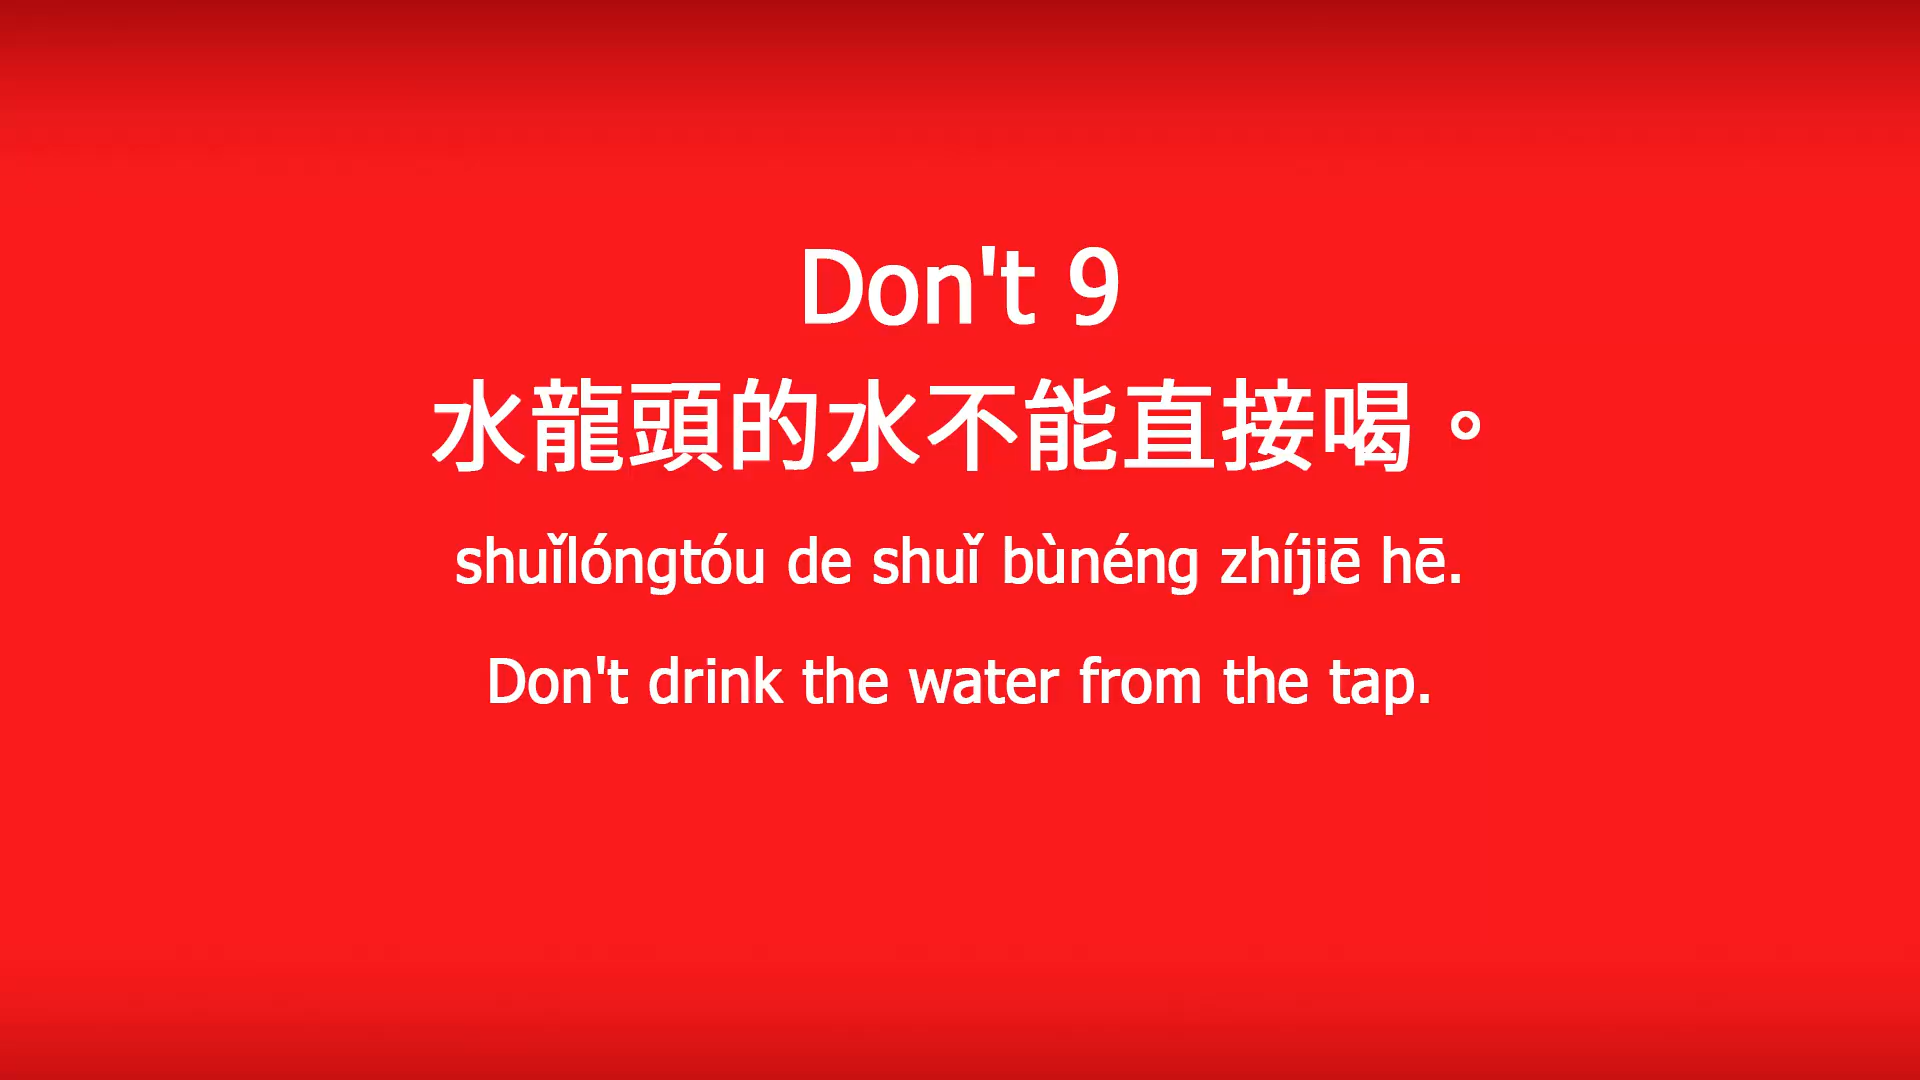 Don't 9
水龍頭的水不能直接喝。
shuǐlóngtóu de shuǐ bùnéng zhíjiē hē.
Don't drink the water from the tap.